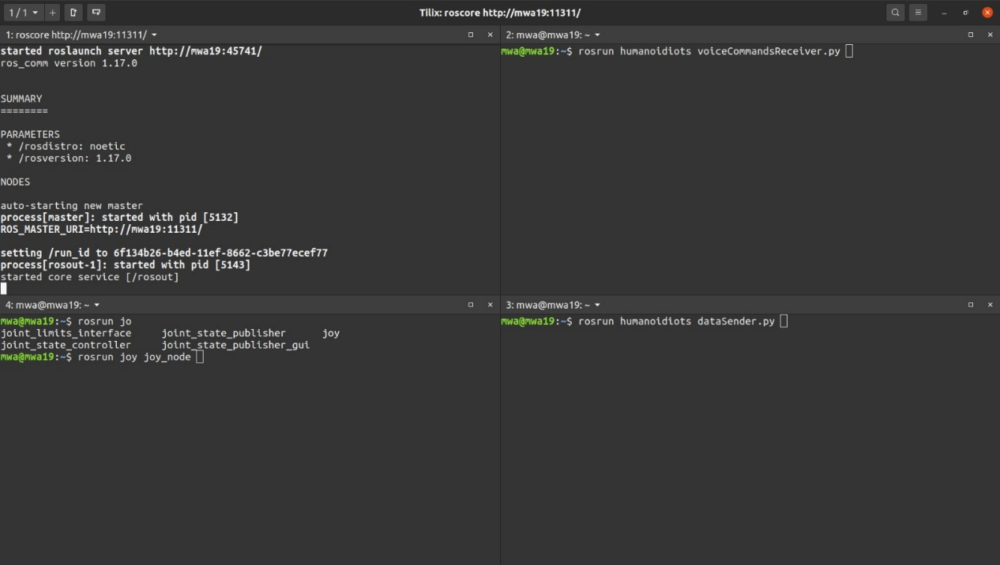 1 / 1
Tilix: roscore http://mwa19:11311/
1: roscore http://mwa19:11311/
started roslaunch server http://mwa19:45741/
ros_comm version 1.17.0
SUMMARY
========
PARAMETERS
* /rosdistro: noetic
* /rosversion: 1.17.0
NODES
auto-starting new master
process[master]: started with pid [5132]
ROS_MASTER_URI=http://mwa19:11311/
setting /run_id to 6f134b26-b4ed-11ef-8662-c3be77ecef77
process[rosout-1]: started with pid [5143]
started core service [/rosout]
2: mwa@mwa19: ~
mwa@mwa19:~$ rosrun humanoidiots voiceCommandsReceiver.py
4: mwa@mwa19: ~
mwa@mwa19:~$ rosrun jo
joint_limits_interface joint_state_publisher joy
joint_state_controller joint_state_publisher_gui
mwa@mwa19:~$ rosrun joy joy_node
3: mwa@mwa19: ~
mwa@mwa19:~$ rosrun humanoidiots dataSender.py